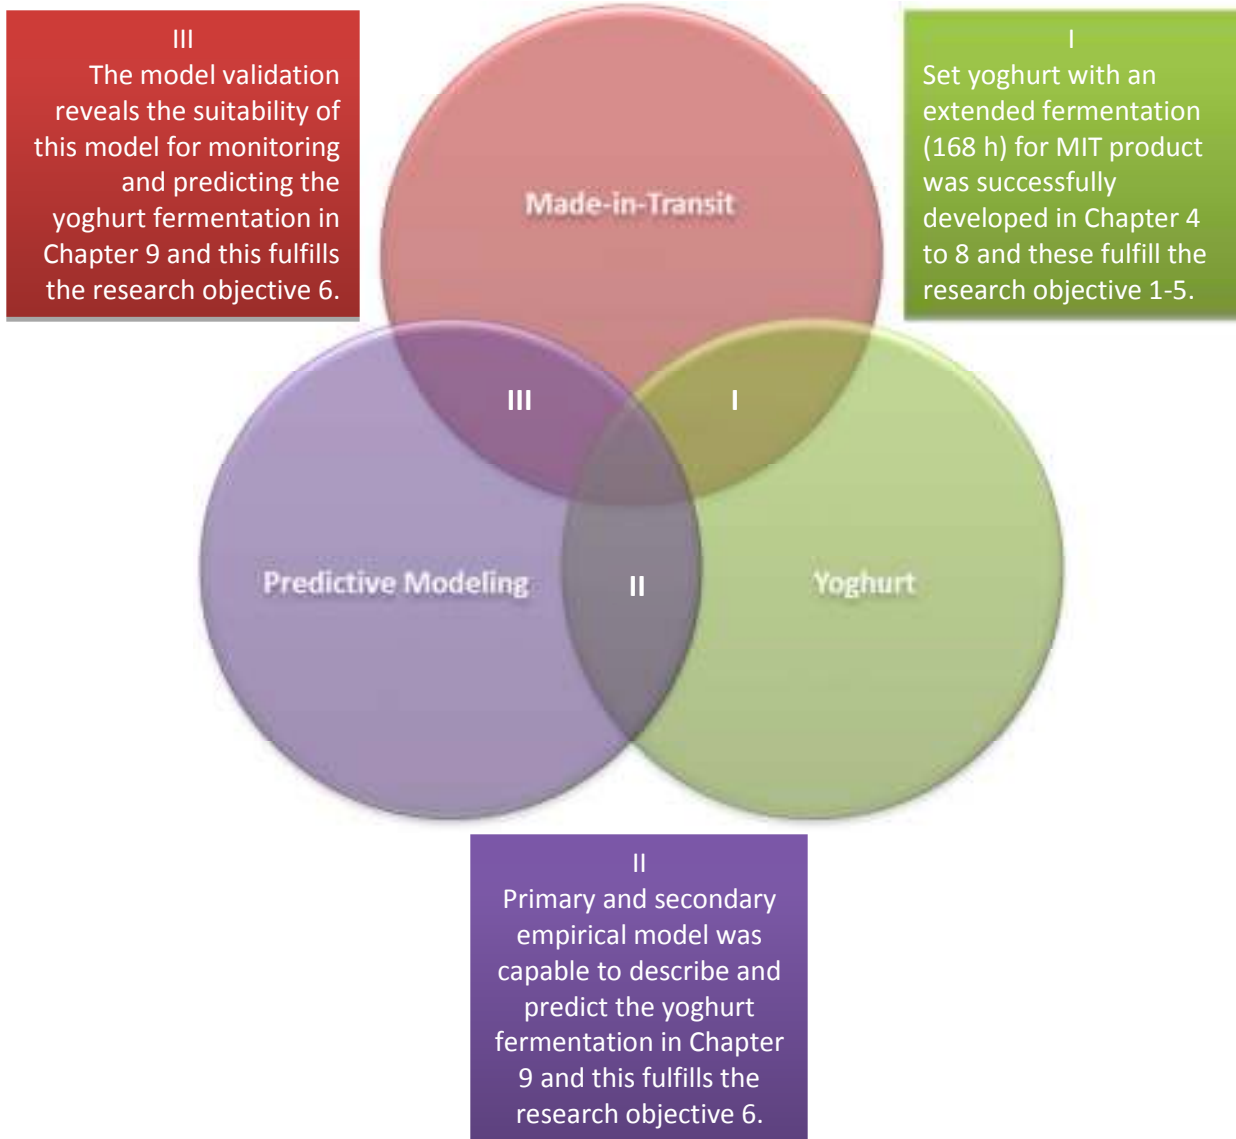 III
The model validation
reveals the suitability of
this model for monitoring
and predicting the
yoghurt fermentation in
Chapter 9 and this fulfills
the research objective 6.
I
Set yoghurt with an
extended fermentation
(168 h) for MIT product
was successfully
developed in Chapter 4
to 8 and these fulfill the
research objective 1-5.
Made-in-Transit
III
I
Predictive Modeling
II
Yoghurt
II
Primary and secondary
empirical model was
capable to describe and
predict the yoghurt
fermentation in Chapter
9 and this fulfills the
research objective 6.